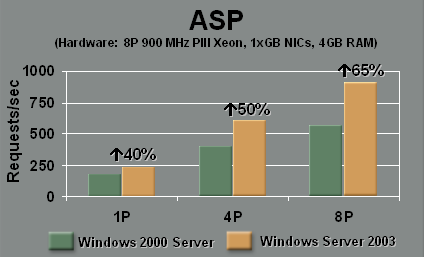 ASP
(Hardware: 8P 900 MHz PIII Xeon, 1xGB NICs, 4GB RAM)
Requests/sec
1000
750
500
250
0
↑40%
↑50%
↑65%
1P
4P
8P
Windows 2000 Server
Windows Server 2003